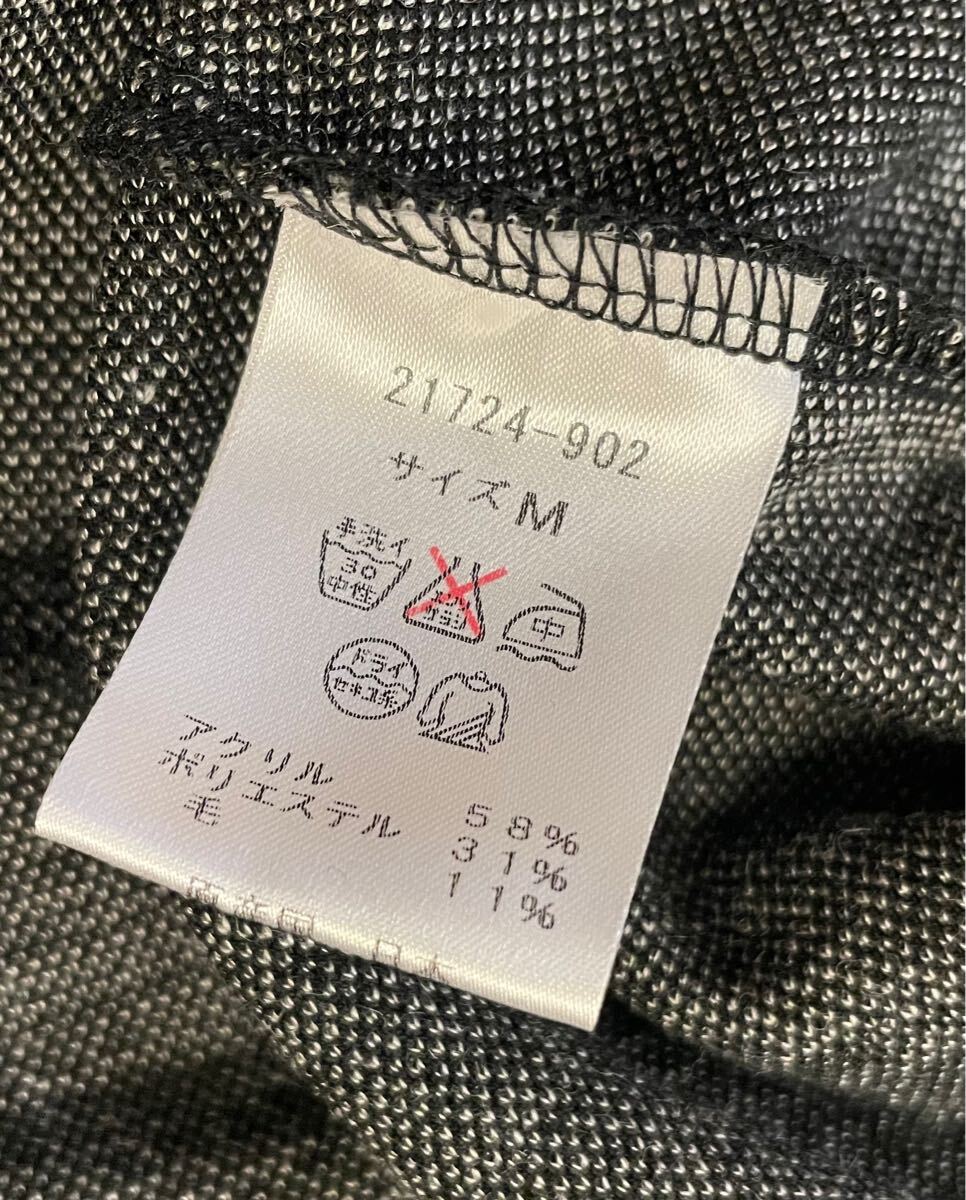 21724-902
サイズM
手洗イ
30
中性
中
ドライ
セキユ系
アクリル 58%
ポリエステル 31%
毛 11%